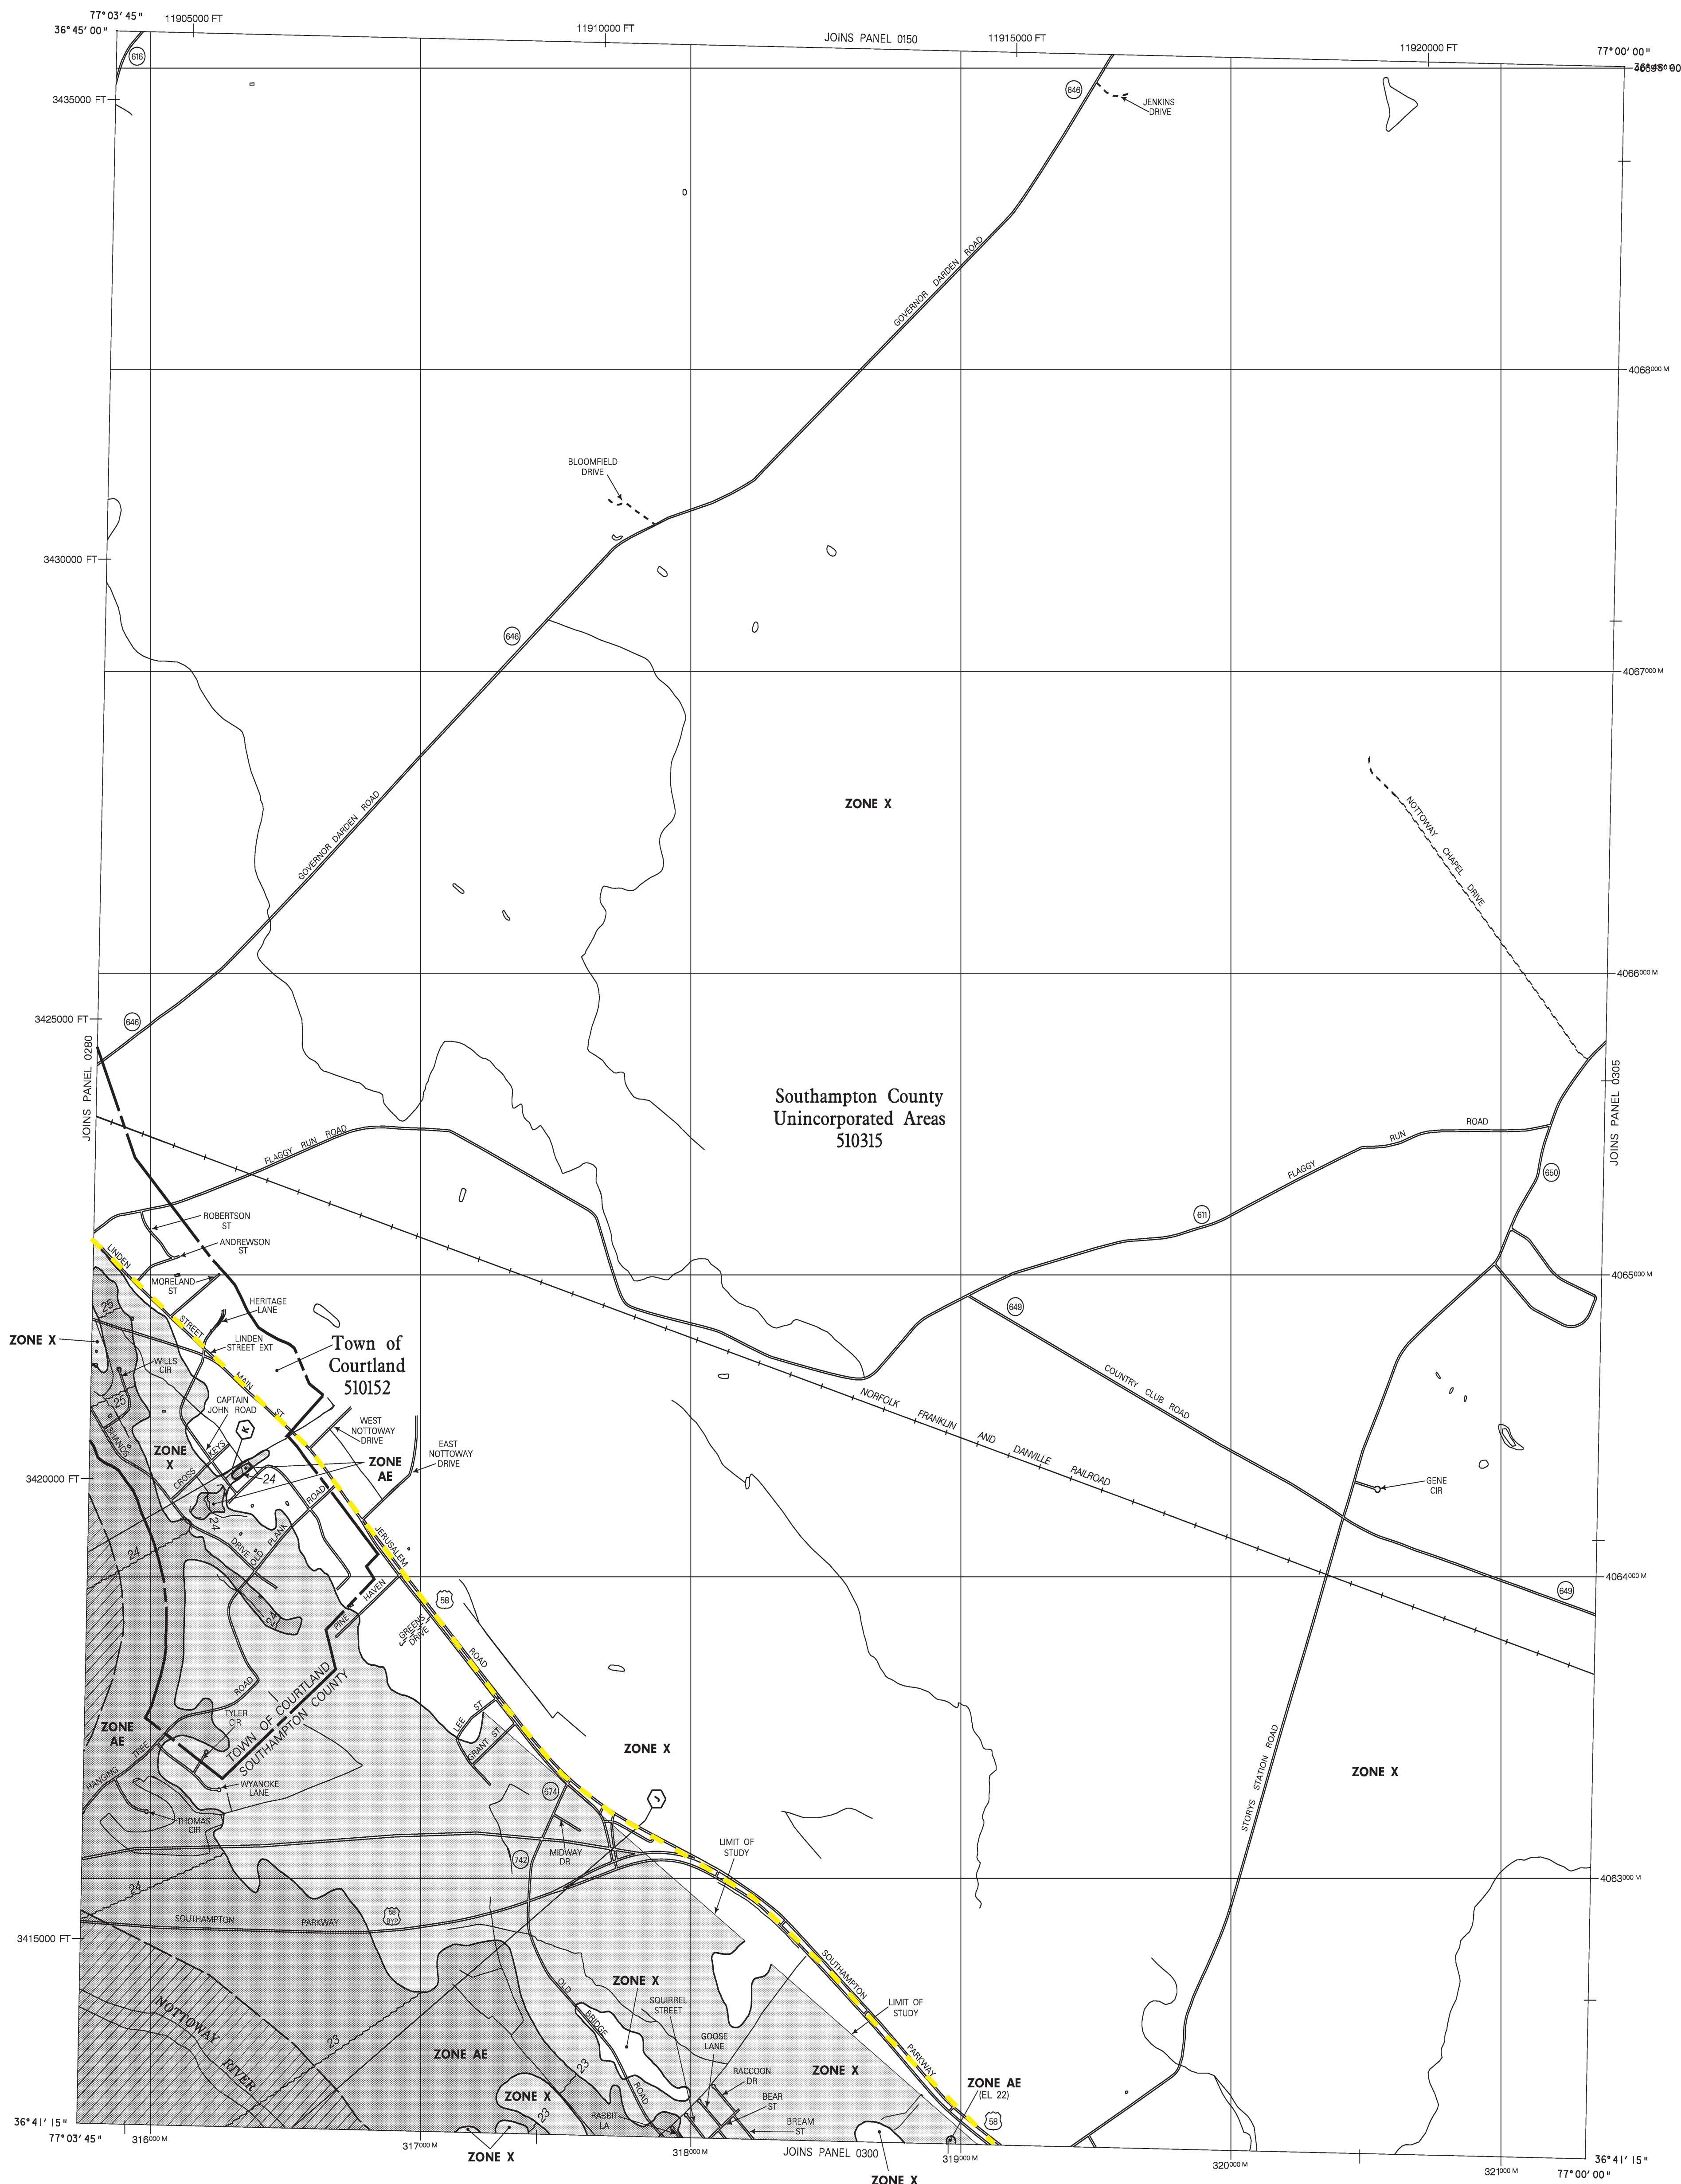 77°03'45"
11905000 FT
11910000 FT
JOINS PANEL 0150
11915000 FT
11920000 FT
77°00'00"
36°45'00"
616
646
JENKINS
DRIVE
3435000 FT
GOVERNOR DARDEN ROAD
4068000 M
BLOOMFIELD
DRIVE
3430000 FT
646
4067000 M
GOVERNOR DARDEN ROAD
ZONE X
NOTTOWAY CHAPEL DRIVE
4066000 M
3425000 FT
646
JOINS PANEL 0280
JOINS PANEL 0305
Southampton County
Unincorporated Areas
510315
FLAGGY RUN ROAD
FLAGGY RUN ROAD
650
611
ROBERTSON
ST
ANDREWSON
ST
LINDEN
STREET
MORELAND
ST
4065000 M
HERITAGE
LANE
25
ZONE X
LINDEN
STREET EXT
Town of
Courtland
510152
649
WILLS
CIR
MAIN
ST
COUNTRY CLUB ROAD
NORFOLK FRANKLIN AND DANVILLE RAILROAD
25
CAPTAIN
JOHN ROAD
K
WEST
NOTTOWAY
DRIVE
SHANDS
DRIVE
ZONE
X
CROSS
KEYS
ROAD
EAST
NOTTOWAY
DRIVE
ZONE
AE
24
3420000 FT
GENE
CIR
24
OLD
PLANK
JERUSALEM
ROAD
24
4064000 M
649
58
PINE
HAVEN
24
GREENS
DRIVE
ROAD
TOWN OF COURTLAND
SOUTHAMPTON COUNTY
TYLER
CIR
LEE ST
GRANT ST
ZONE
AE
ZONE X
ZONE X
HANGING
TREE
WYANOKE
LANE
674
J
STORYS STATION ROAD
THOMAS
CIR
MIDWAY
DR
LIMIT OF
STUDY
742
4063000 M
24
58
BYP
SOUTHAMPTON PARKWAY
3415000 FT
SOUTHAMPTON
PARKWAY
OLD
BRIDGE
ROAD
ZONE X
SQUIRREL
STREET
LIMIT OF
STUDY
NOTTOWAY
RIVER
23
GOOSE
LANE
ZONE AE
23
ZONE X
RACCOON
DR
ZONE AE
(EL 22)
ZONE X
BEAR
ST
23
RABBIT
LA
BREAM
ST
58
36°41'15"
77°03'45"
316000 M
317000 M
318000 M
JOINS PANEL 0300
319000 M
320000 M
321000 M
36°41'15"
77°00'00"
ZONE X
ZONE X